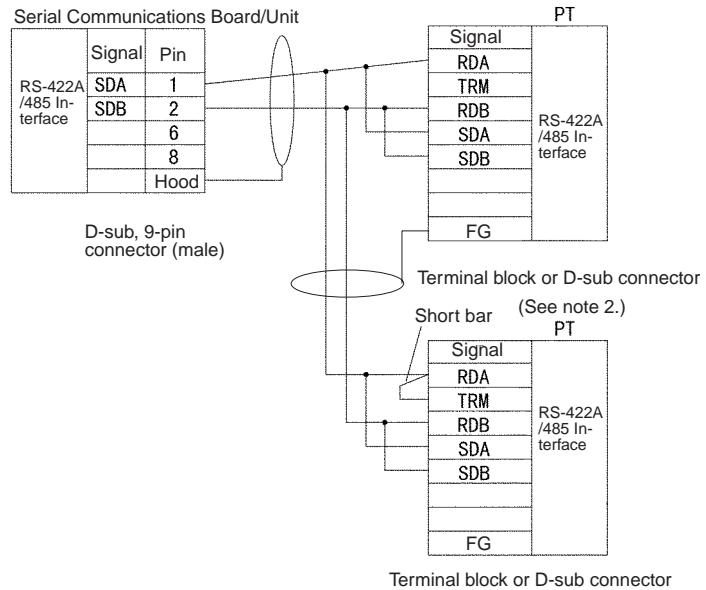 Serial Communications Board/Unit
RS-422A
/485 In-
terface
Signal Pin
SDA 1
SDB 2
6
8
Hood
D-sub, 9-pin
connector (male)
PT
Signal
RDA
TRM
RDB
SDA
SDB
FG
RS-422A
/485 In-
terface
Terminal block or D-sub connector
(See note 2.)
Short bar
PT
Signal
RDA
TRM
RDB
SDA
SDB
FG
RS-422A
/485 In-
terface
Terminal block or D-sub connector